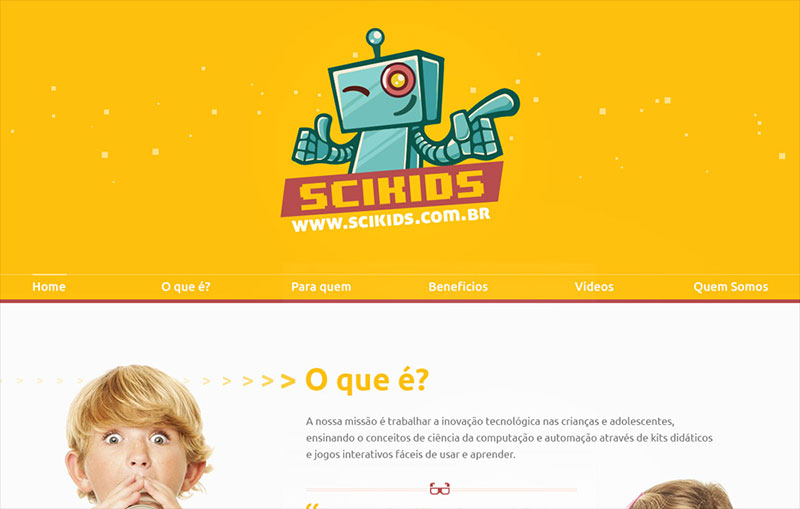 SCIKIDS
WWW.SCIKIDS.COM.BR
Home O que é? Para quem Beneficios Videos Quem Somos
> O que é?
A nossa missão é trabalhar a inovação tecnológica nas crianças e adolescentes,
ensinando o conceitos de ciência da computação e automação através de kits didáticos
e jogos interativos fáceis de usar e aprender.
“